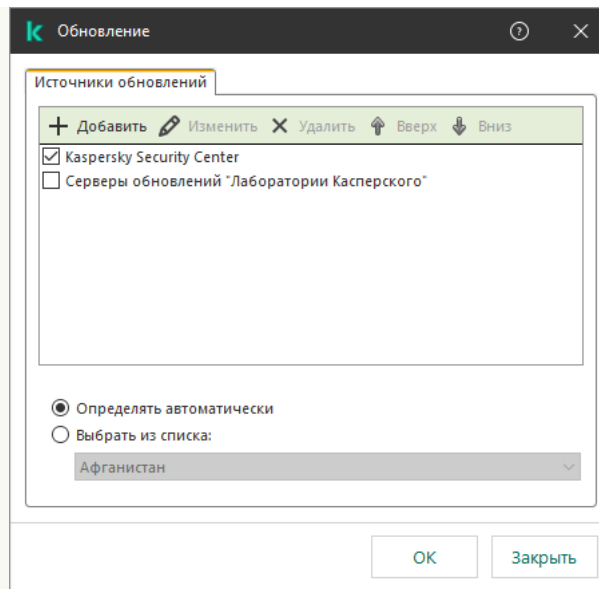 Обновление
Источники обновлений
Добавить Изменить Удалить Вверх Вниз
Kaspersky Security Center
Серверы обновлений "Лаборатории Касперского"
Определять автоматически
Выбрать из списка:
Афганистан
ОК Закрыть